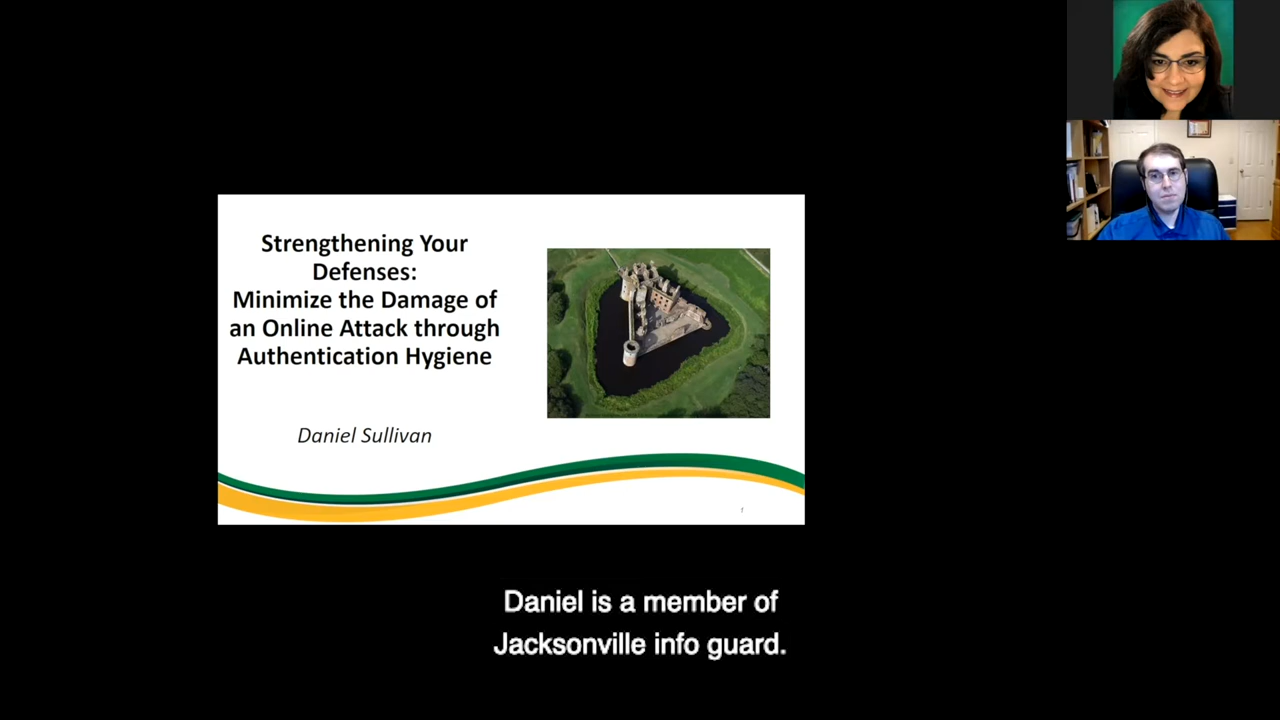 Strengthening Your
Defenses:
Minimize the Damage of
an Online Attack through
Authentication Hygiene
Daniel Sullivan
1
Daniel is a member of
Jacksonville info guard.